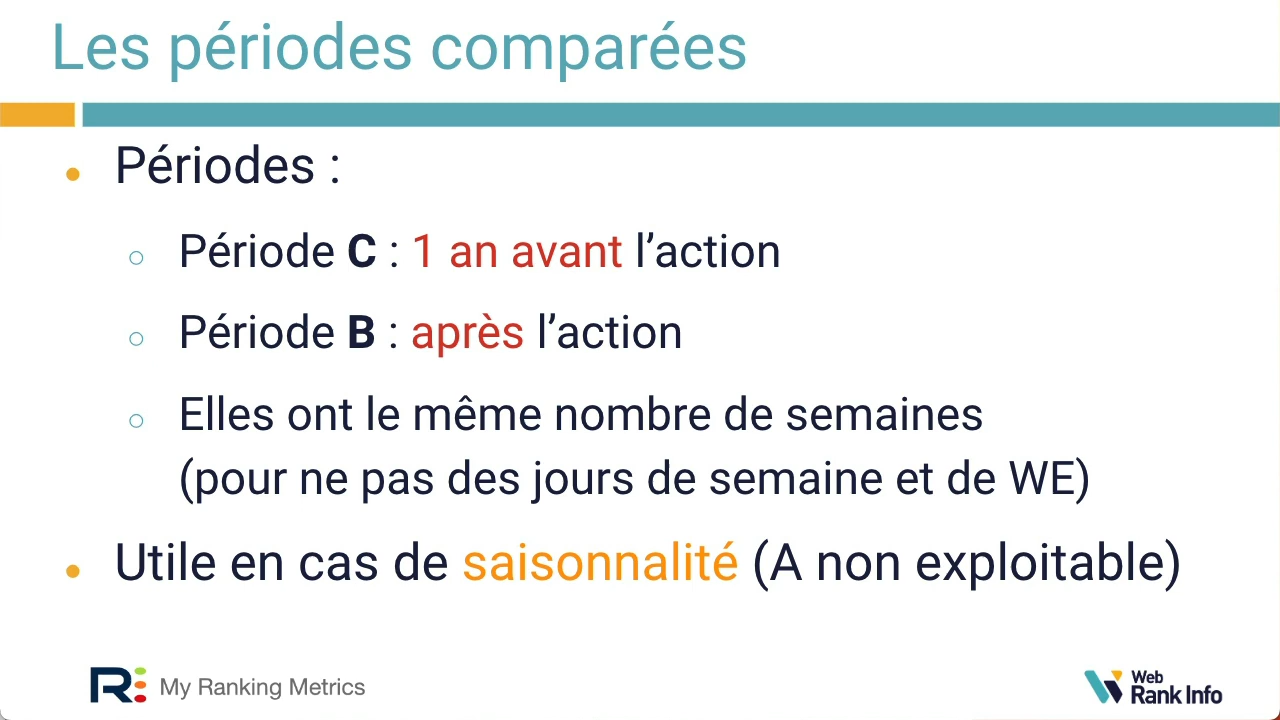 Les périodes comparées
Périodes :
Période C : 1 an avant l’action
Période B : après l’action
Elles ont le même nombre de semaines
(pour ne pas des jours de semaine et de WE)
Utile en cas de saisonnalité (A non exploitable)
R My Ranking Metrics
Web
Rank Info